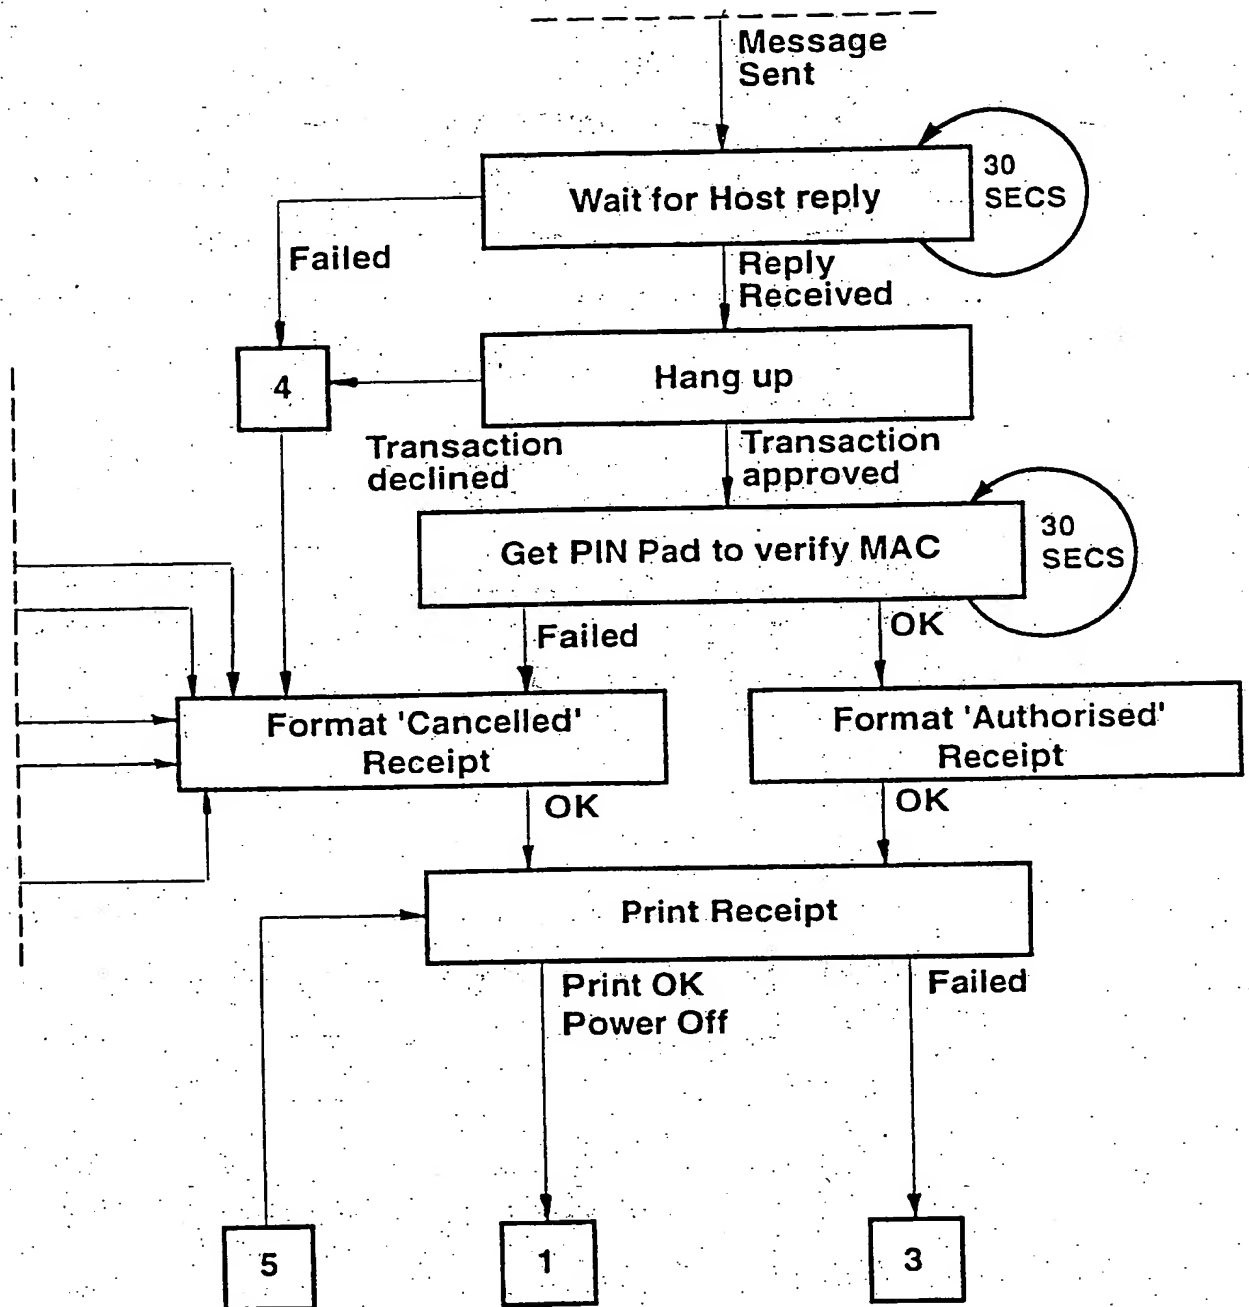 Message
Sent
Wait for Host reply
30
SECS
Failed
Reply
Received
4
Hang up
Transaction
declined
Transaction
approved
Get PIN Pad to verify MAC
30
SECS
Failed
OK
Format 'Cancelled'
Receipt
Format 'Authorised'
Receipt
OK
OK
Print Receipt
Print OK
Power Off
Failed
5
1
3